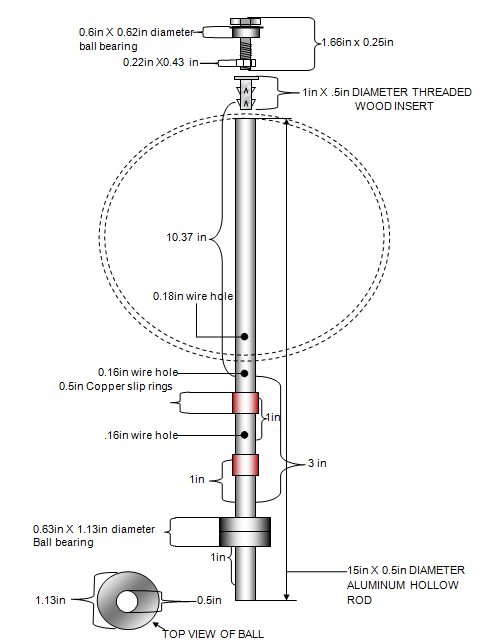 0.6in X 0.62in diameter
ball bearing
1.66in x 0.25in
0.22in X0.43 in
1in X .5in DIAMETER THREADED
WOOD INSERT
10.37 in
0.18in wire hole
0.16in wire hole
0.5in Copper slip rings
1in
.16in wire hole
3 in
1in
0.63in X 1.13in diameter
Ball bearing
1in
15in X 0.5in DIAMETER
ALUMINUM HOLLOW
ROD
1.13in
0.5in
TOP VIEW OF BALL